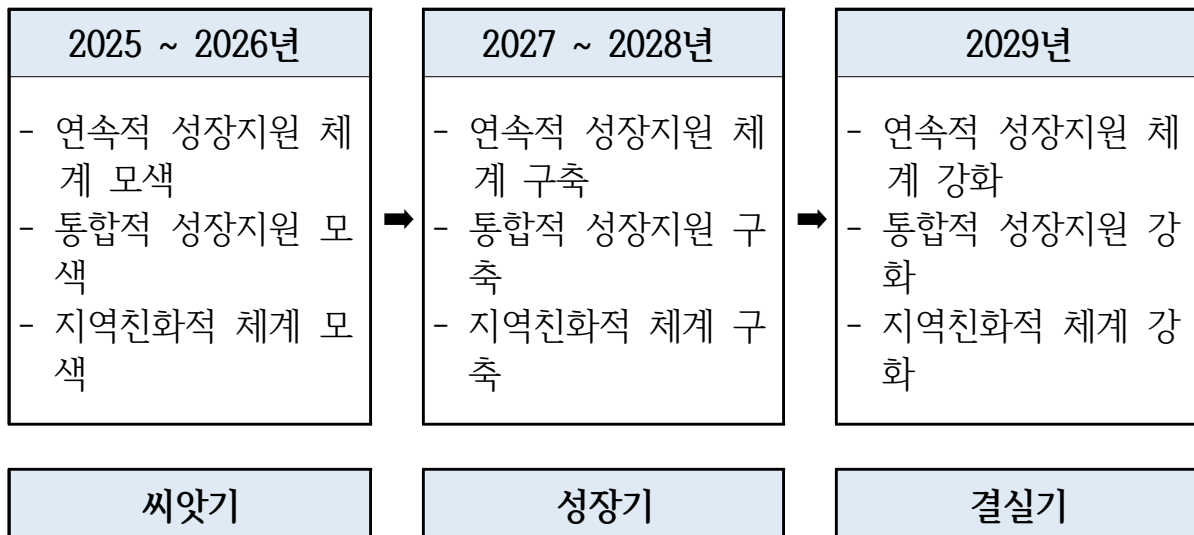 2025 ~ 2026년
- 연속적 성장지원 체
계 모색
- 통합적 성장지원 모
색
- 지역친화적 체계 모
색
➡
2027 ~ 2028년
- 연속적 성장지원 체
계 구축
- 통합적 성장지원 구
축
- 지역친화적 체계 구
축
➡
2029년
- 연속적 성장지원 체
계 강화
- 통합적 성장지원 강
화
- 지역친화적 체계 강
화
씨앗기
성장기
결실기